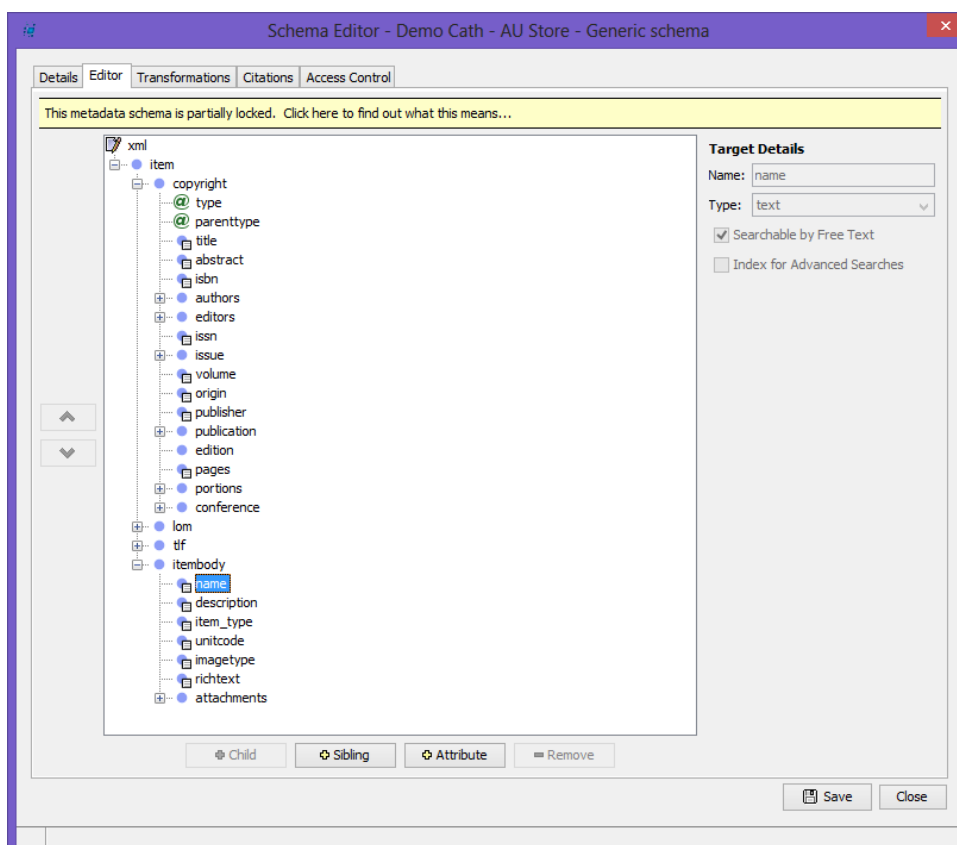 Schema Editor - Demo Cath - AU Store - Generic schema
Details Editor Transformations Citations Access Control
This metadata schema is partially locked. Click here to find out what this means...
xml
item
copyright
@ type
@ parenttype
title
abstract
isbn
authors
editors
issn
issue
volume
origin
publisher
publication
edition
pages
portions
conference
lom
tlf
itembody
name
description
item_type
unitcode
imagetype
richtext
attachments
Target Details
Name: name
Type: text
Searchable by Free Text
Index for Advanced Searches
Child Sibling Attribute Remove
Save Close